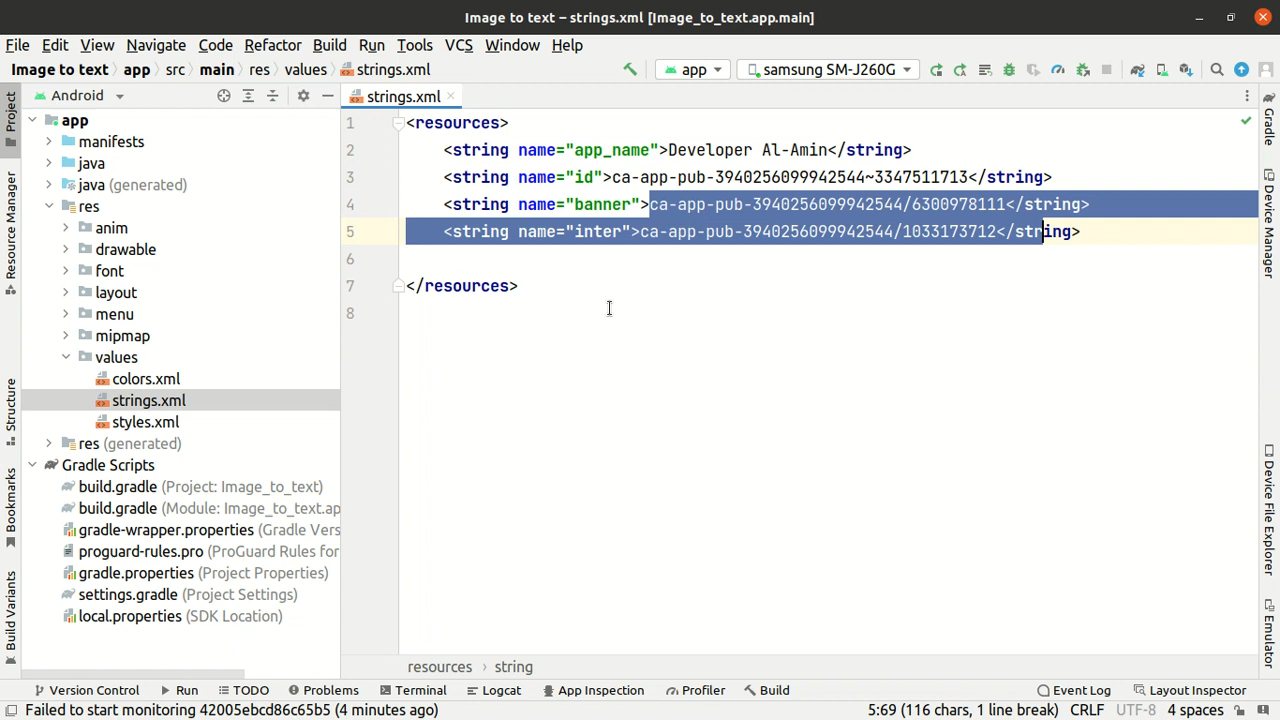 Image to text – strings.xml [Image_to_text.app.main]
File Edit View Navigate Code Refactor Build Run Tools VCS Window Help
Image to text app src main res values strings.xml
app samsung SM-J260G
Android
strings.xml
Project
Resource Manager
Structure
Bookmarks
Build Variants
app
manifests
java
java (generated)
res
anim
drawable
font
layout
menu
mipmap
values
colors.xml
strings.xml
styles.xml
res (generated)
Gradle Scripts
build.gradle (Project: Image_to_text)
build.gradle (Module: Image_to_text.ap
gradle-wrapper.properties (Gradle Vers
proguard-rules.pro (ProGuard Rules for
gradle.properties (Project Properties)
settings.gradle (Project Settings)
local.properties (SDK Location)
1 <resources>
2 <string name="app_name">Developer Al-Amin</string>
3 <string name="id">ca-app-pub-3940256099942544~3347511713</string>
4 <string name="banner">ca-app-pub-3940256099942544/6300978111</string>
5 <string name="inter">ca-app-pub-3940256099942544/1033173712</string>
6
7 </resources>
8
Gradle
Device Manager
Device File Explorer
Emulator
resources › string
Version Control Run TODO Problems Terminal Logcat App Inspection Profiler Build Event Log Layout Inspector
Failed to start monitoring 42005ebcd86c65b5 (4 minutes ago) 5:69 (116 chars, 1 line break) CRLF UTF-8 4 spaces